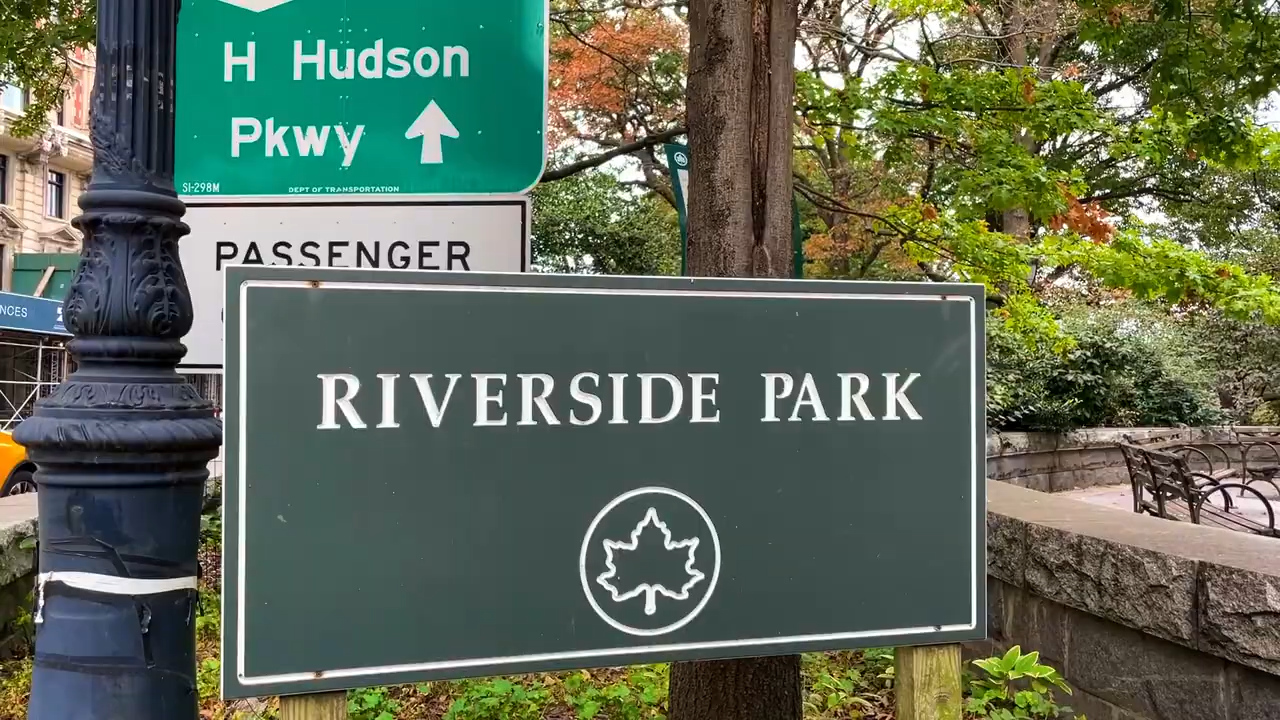 H Hudson
Pkwy
SI-298M
DEPT OF TRANSPORTATION
PASSENGER
NCES
RIVERSIDE PARK